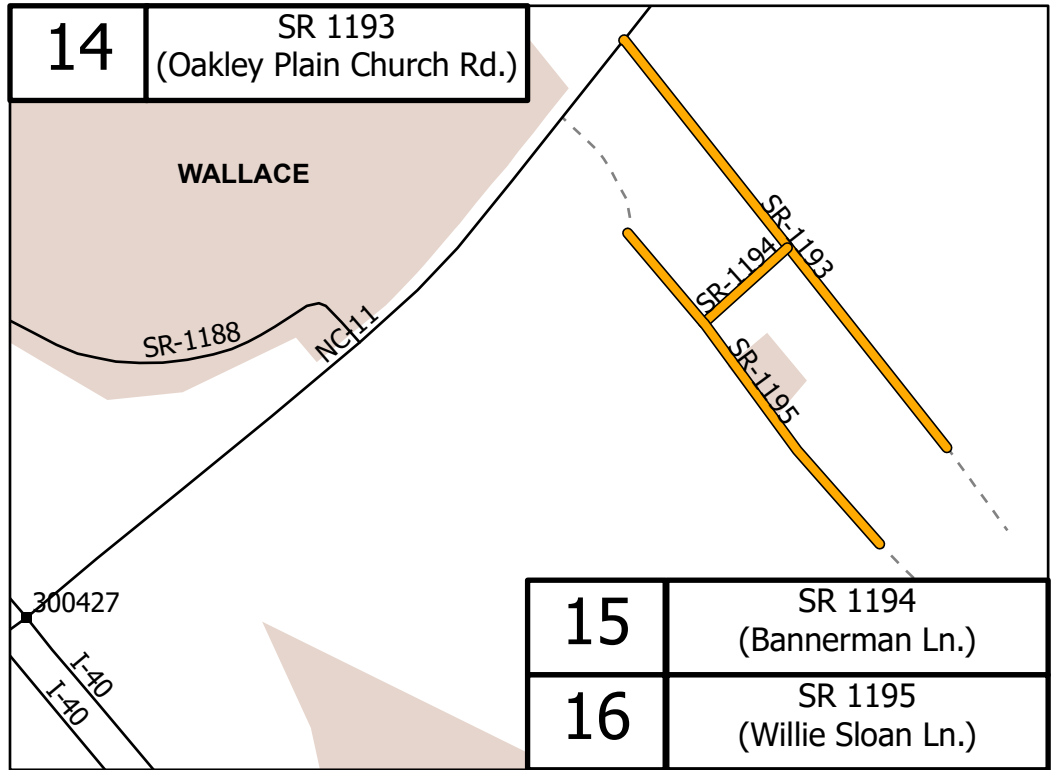 14
SR 1193
(Oakley Plain Church Rd.)
WALLACE
SR-1193
SR-1194
SR-1188
NC-11
SR-1195
300427
I-40
I-40
15
SR 1194
(Bannerman Ln.)
16
SR 1195
(Willie Sloan Ln.)